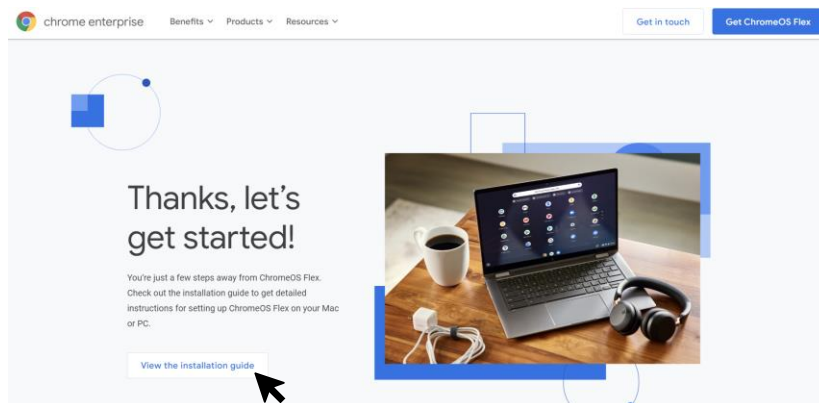 chrome enterprise Benefits Products Resources Get in touch Get ChromeOS Flex
Thanks, let's
get started!
You're just a few steps away from ChromeOS Flex.
Check out the installation guide to get detailed
instructions for setting up ChromeOS Flex on your Mac
or PC.
View the installation guide